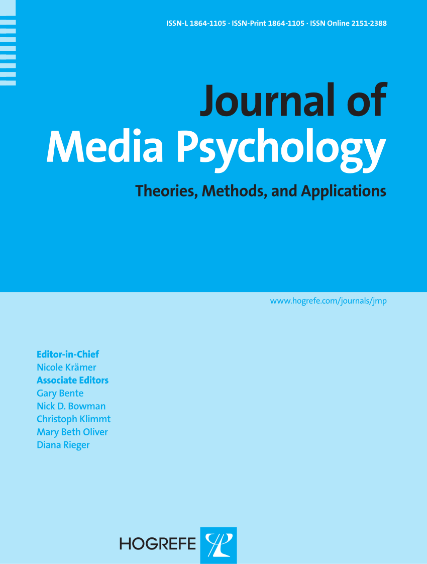 ISSN-L 1864-1105 · ISSN-Print 1864-1105 · ISSN Online 2151-2388
Journal of
Media Psychology
Theories, Methods, and Applications
www.hogrefe.com/journals/jmp
Editor-in-Chief
Nicole Krämer
Associate Editors
Gary Bente
Nick D. Bowman
Christoph Klimmt
Mary Beth Oliver
Diana Rieger
HOGREFE